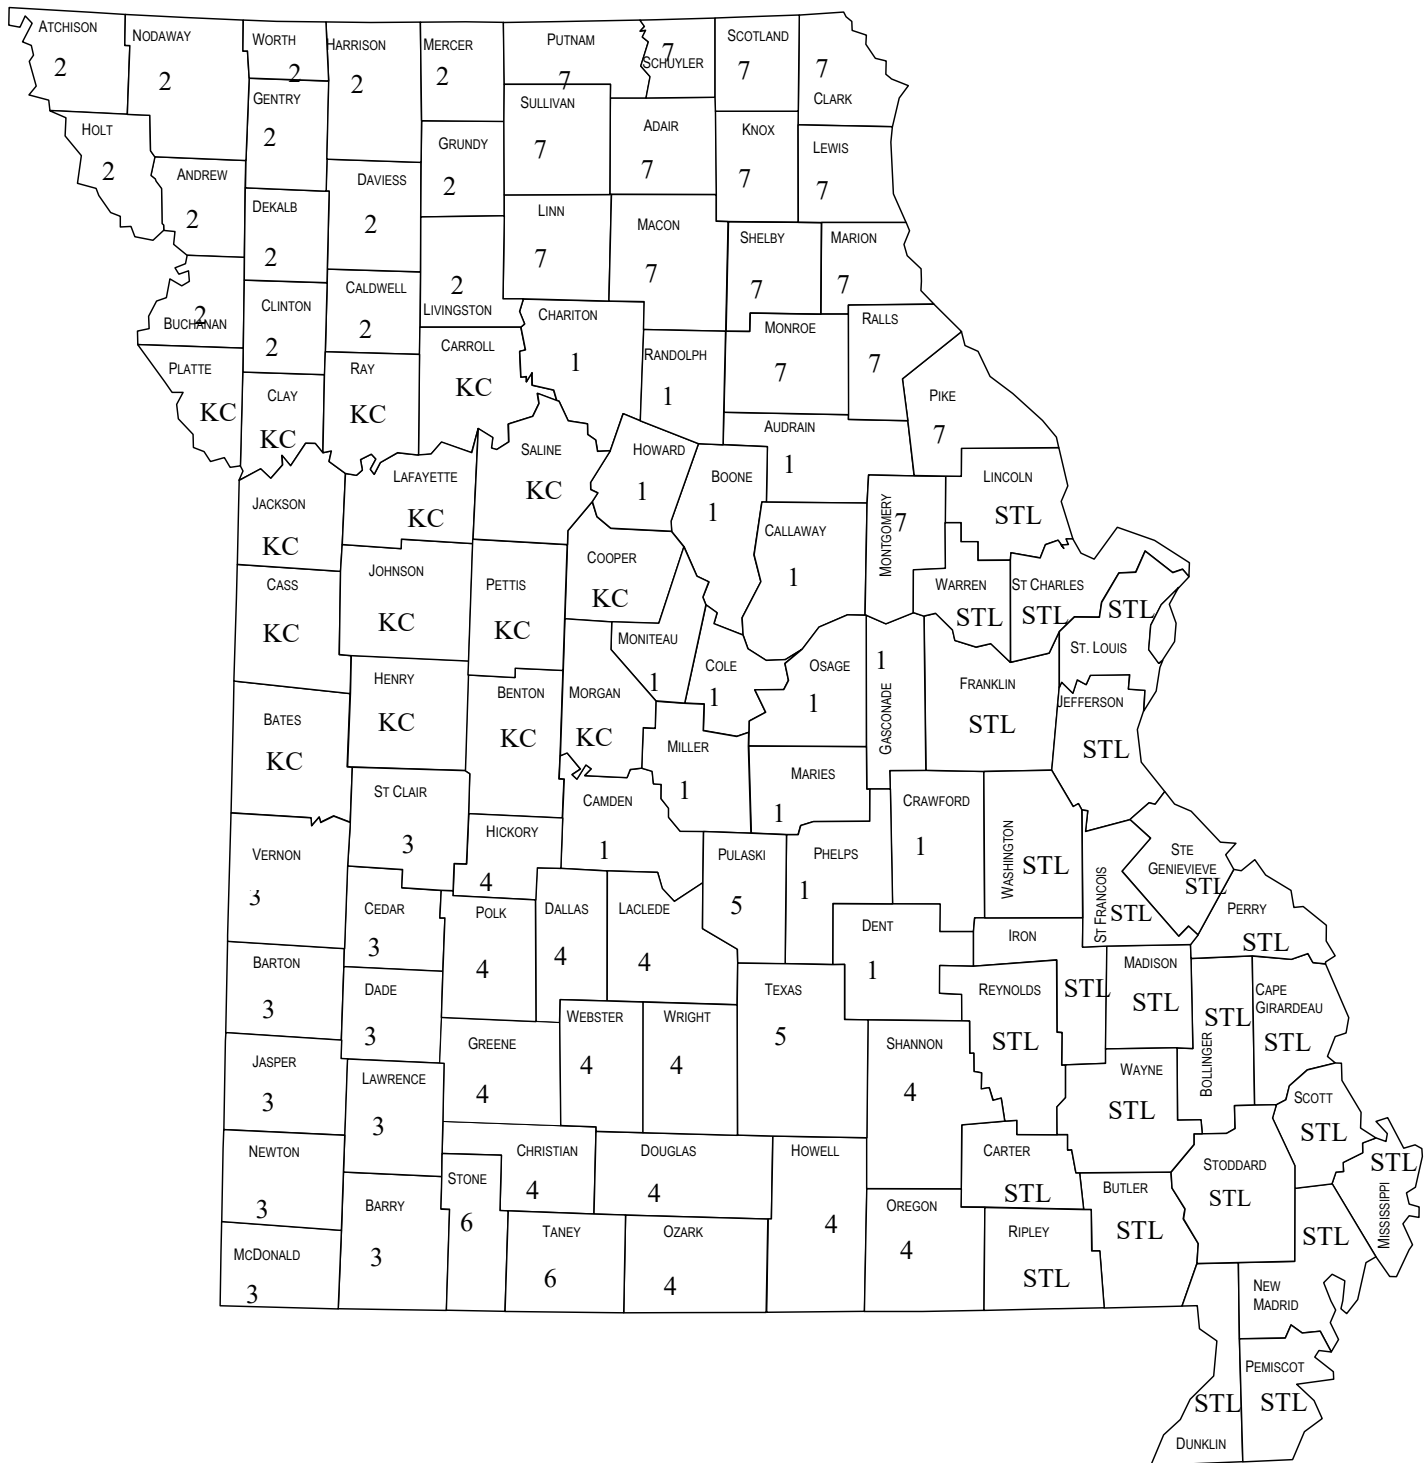 ATCHISON
2
NODAWAY
2
WORTH
2
HARRISON
2
MERCER
2
PUTNAM
7
SCHUYLER
7
SCOTLAND
7
CLARK
7
HOLT
2
ANDREW
2
GENTRY
2
DEKALB
2
DAVIESS
2
GRUNDY
2
SULLIVAN
7
ADAIR
7
KNOX
7
LEWIS
7
LINN
7
MACON
7
SHELBY
7
MARION
7
BUCHANAN
2
CLINTON
2
CALDWELL
2
LIVINGSTON
2
CHARITON
1
RANDOLPH
1
MONROE
7
RALLS
7
PLATTE
KC
CLAY
KC
RAY
KC
CARROLL
KC
PIKE
7
SALINE
KC
HOWARD
1
BOONE
1
AUDRAIN
1
LINCOLN
STL
JACKSON
KC
LAFAYETTE
KC
CALLAWAY
1
MONTGOMERY
7
WARREN
STL
ST CHARLES
STL
STL
ST. LOUIS
CASS
KC
JOHNSON
KC
PETTIS
KC
COOPER
KC
MONITEAU
1
COLE
1
OSAGE
1
GASCONADE
1
FRANKLIN
STL
JEFFERSON
STL
BATES
KC
HENRY
KC
BENTON
KC
MORGAN
KC
MILLER
1
MARIES
1
ST CLAIR
3
HICKORY
4
CAMDEN
1
PULASKI
5
PHELPS
1
CRAWFORD
1
WASHINGTON
STL
ST FRANCOIS
STL
STE
GENIEVIEVE
STL
VERNON
3
CEDAR
3
POLK
4
DALLAS
4
LACLEDE
4
DENT
1
IRON
STL
PERRY
STL
BARTON
3
DADE
3
TEXAS
5
REYNOLDS
STL
MADISON
STL
BOLLINGER
STL
CAPE
GIRARDEAU
STL
GREENE
4
WEBSTER
4
WRIGHT
4
SHANNON
4
JASPER
3
LAWRENCE
3
WAYNE
STL
SCOTT
STL
NEWTON
3
BARRY
3
STONE
6
CHRISTIAN
4
DOUGLAS
4
HOWELL
4
CARTER
STL
BUTLER
STL
STODDARD
STL
MISSISSIPPI
STL
MCDONALD
3
TANEY
6
OZARK
4
OREGON
4
RIPLEY
STL
STL
NEW
MADRID
PEMISCOT
STL
STL
DUNKLIN